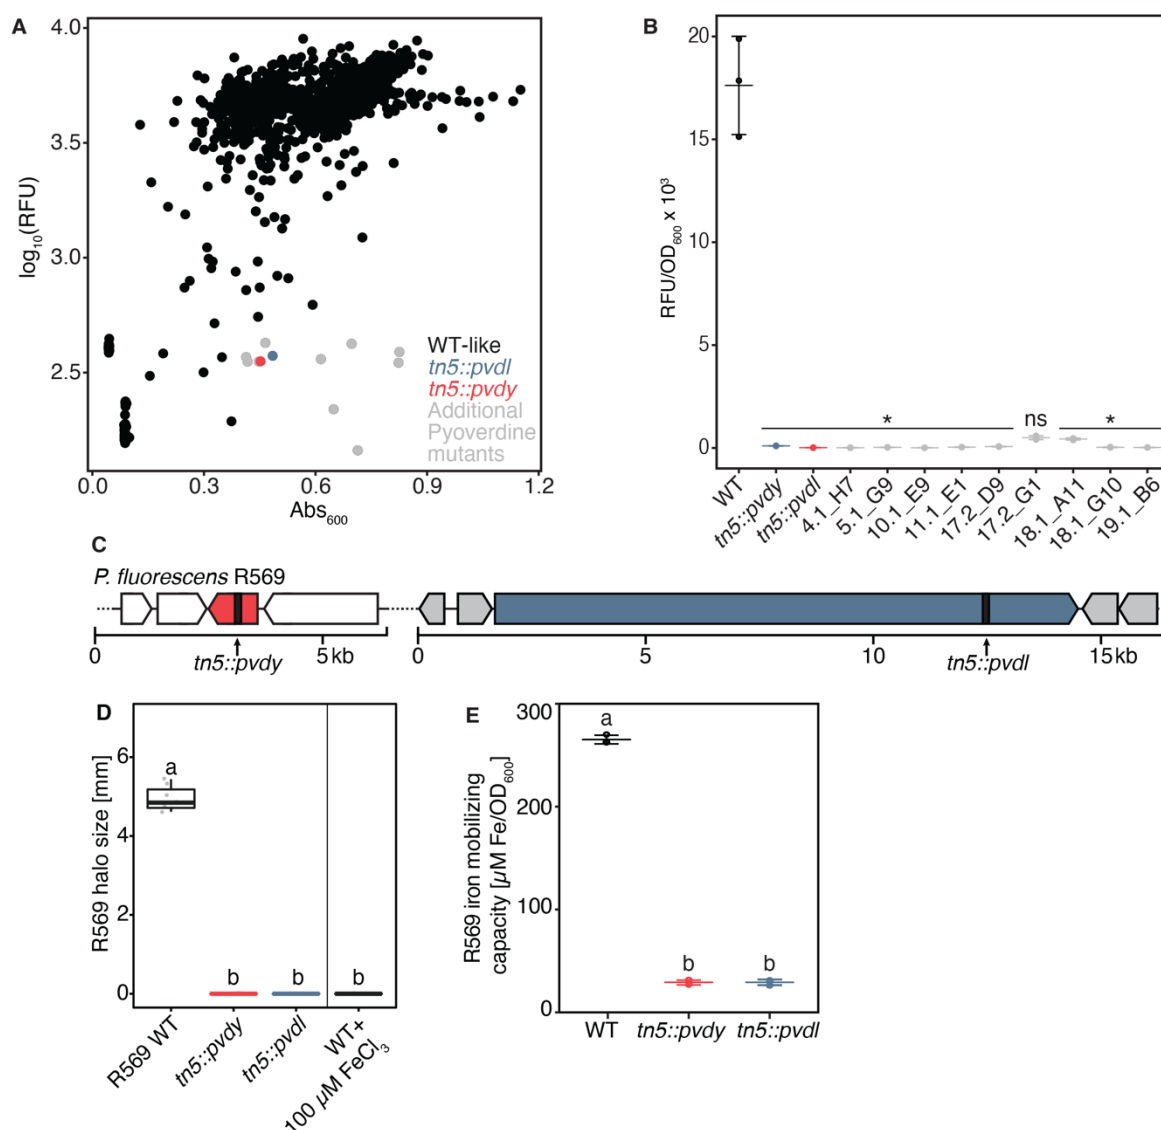 A
4.0
3.5
3.0
2.5
log10(RFU)
0.0
0.3
0.6
0.9
1.2
Abs600
WT-like
tn5::pvdl
tn5::pvdy
Additional
Pyoverdine
mutants
B
20
15
10
5
0
RFU/OD600 x 10³
*
ns
*
WT
tn5::pvdy
tn5::pvdl
4.1_H7
5.1_G9
10.1_E9
11.1_E1
17.2_D9
17.2_G1
18.1_A11
18.1_G10
19.1_B6
C
P. fluorescens R569
0
5kb
tn5::pvdy
0
5
10
15kb
tn5::pvdl
D
6
4
2
0
R569 halo size [mm]
a
b
b
b
R569 WT
tn5::pvdy
tn5::pvdl
WT+
100 µM FeCl3
E
300
200
100
0
R569 iron mobilizing
capacity [µM Fe/OD600]
a
b
b
WT
tn5::pvdy
tn5::pvdl